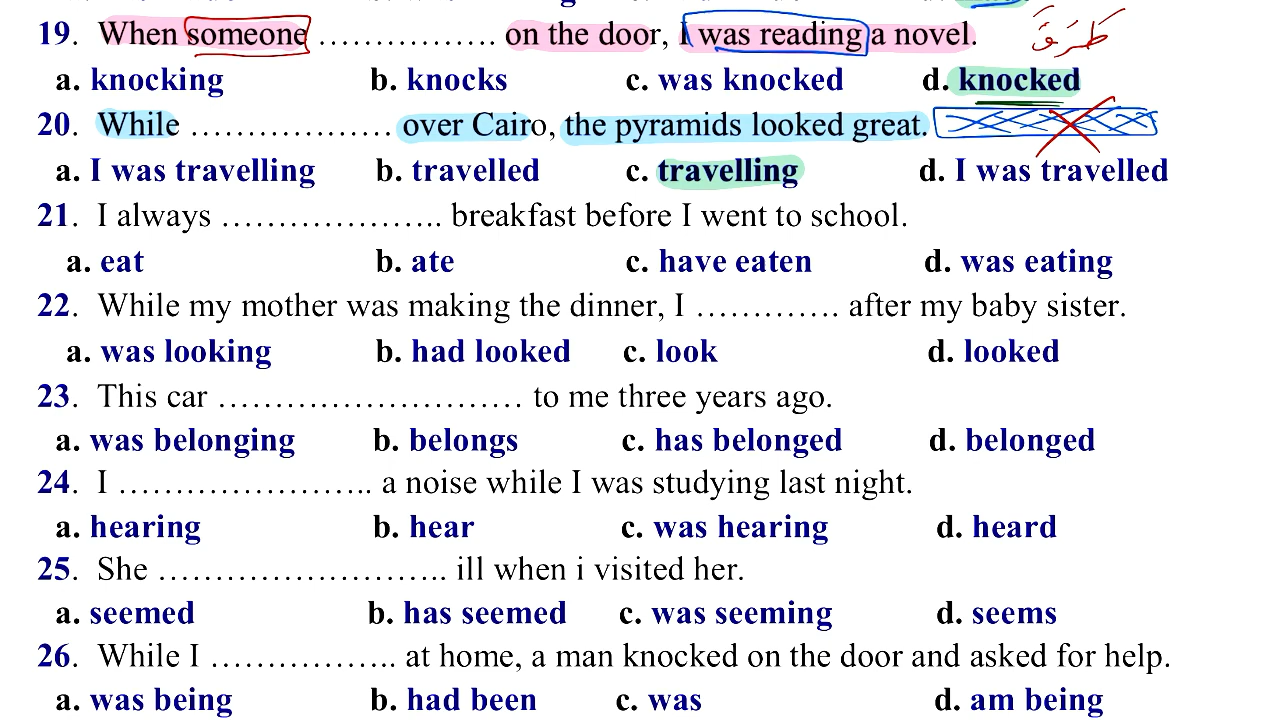 19. When someone ................ on the door, I was reading a novel. طَرَقَ
a. knocking b. knocks c. was knocked d. knocked
20. While .................. over Cairo, the pyramids looked great.
a. I was travelling b. travelled c. travelling d. I was travelled
21. I always .................... breakfast before I went to school.
a. eat b. ate c. have eaten d. was eating
22. While my mother was making the dinner, I ............. after my baby sister.
a. was looking b. had looked c. look d. looked
23. This car ........................... to me three years ago.
a. was belonging b. belongs c. has belonged d. belonged
24. I ....................... a noise while I was studying last night.
a. hearing b. hear c. was hearing d. heard
25. She .......................... ill when i visited her.
a. seemed b. has seemed c. was seeming d. seems
26. While I ................. at home, a man knocked on the door and asked for help.
a. was being b. had been c. was d. am being